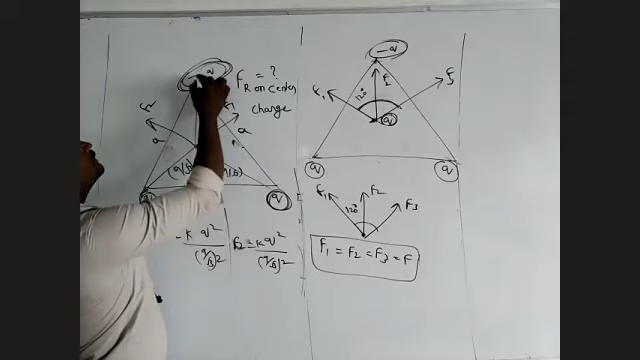 F = ?
R on center
charge
F2
a
a
q
- K q²
(a/√3)²
F2 = K q²
(a/√3)²
-q
F1
F2
F3
120
q
q
q
F1
F2
F3
120
F1 = F2 = F3 = F